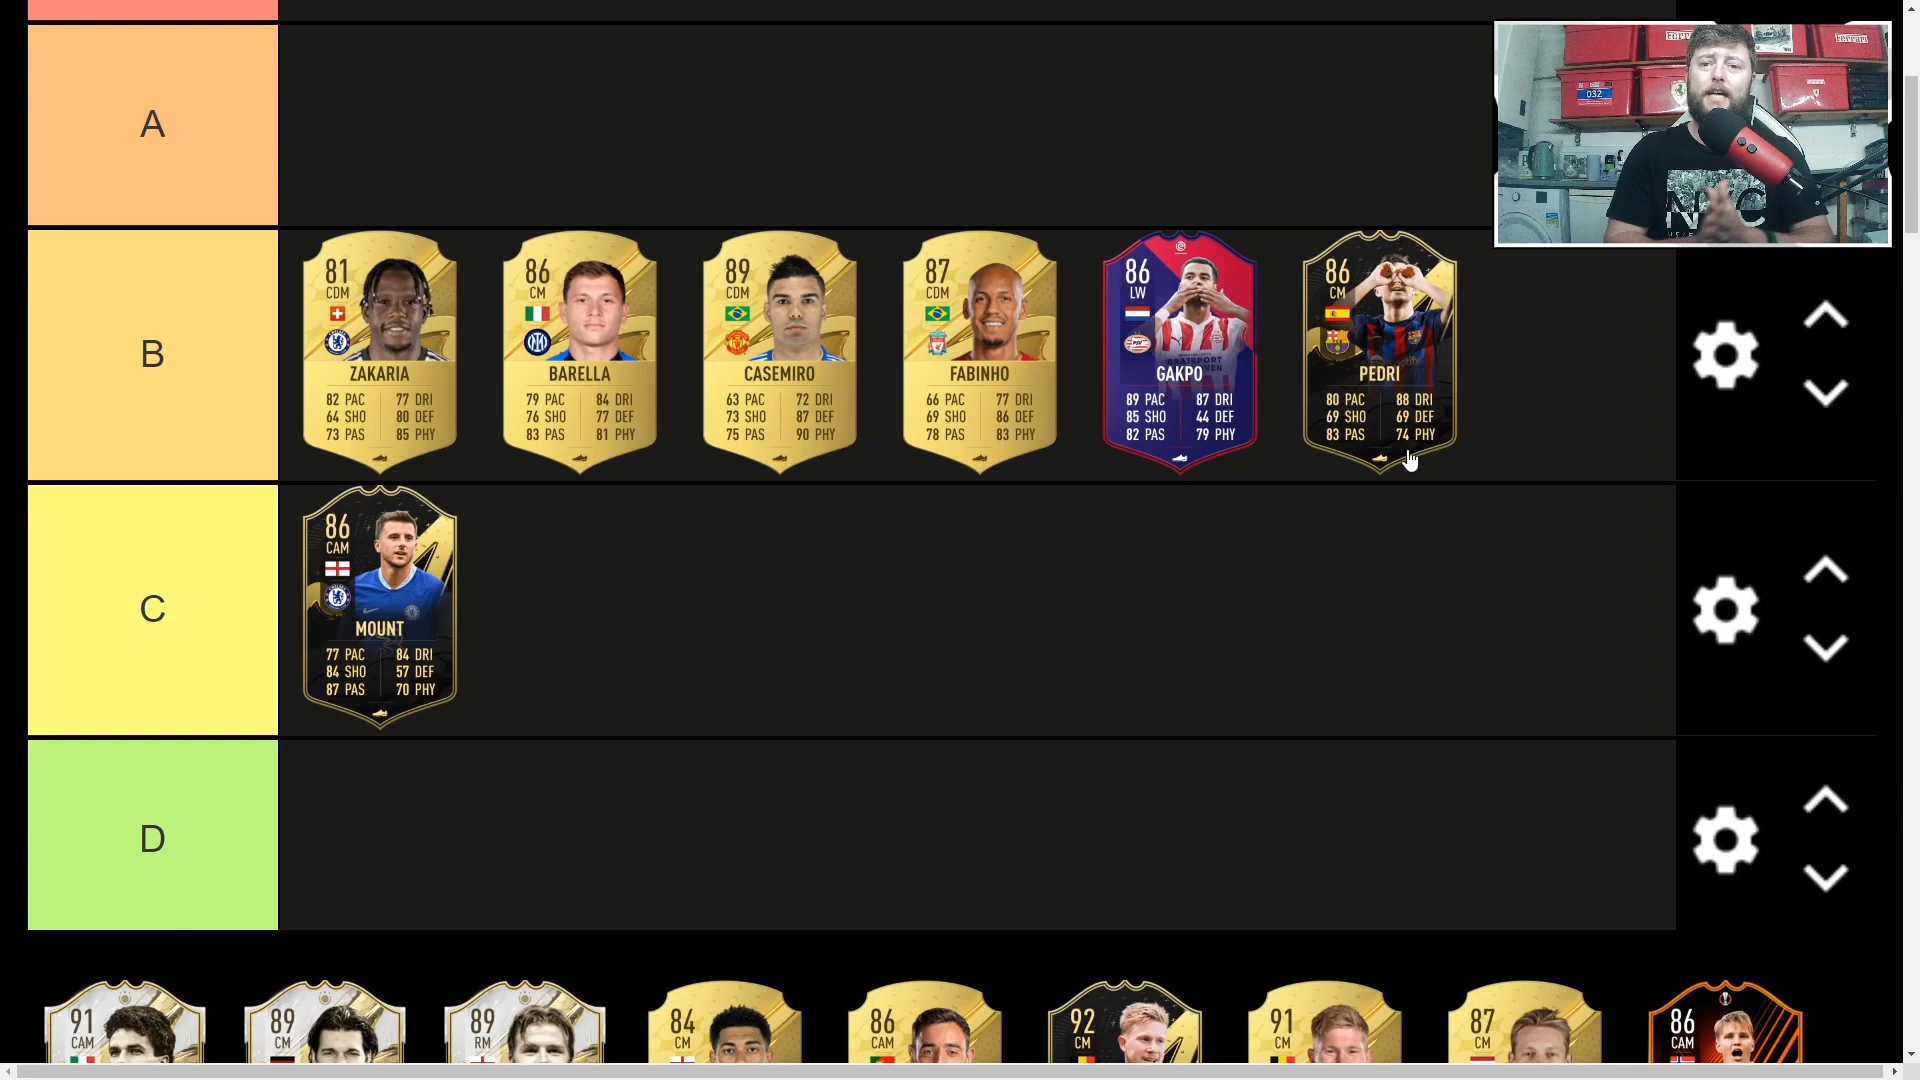 A
B
81
CDM
ZAKARIA
82 PAC 77 DRI
64 SHO 80 DEF
73 PAS 85 PHY
86
CM
BARELLA
79 PAC 84 DRI
76 SHO 77 DEF
83 PAS 81 PHY
89
CDM
CASEMIRO
63 PAC 72 DRI
73 SHO 87 DEF
75 PAS 90 PHY
87
CDM
FABINHO
66 PAC 77 DRI
69 SHO 86 DEF
78 PAS 83 PHY
86
LW
GAKPO
89 PAC 87 DRI
85 SHO 44 DEF
82 PAS 79 PHY
86
CM
PEDRI
80 PAC 88 DRI
69 SHO 69 DEF
83 PAS 74 PHY
C
86
CAM
MOUNT
77 PAC 84 DRI
84 SHO 57 DEF
87 PAS 70 PHY
D
91
CAM
89
CM
89
RM
84
CM
86
CAM
92
CM
91
CM
87
CM
86
CAM
Ferrari
032
NYC